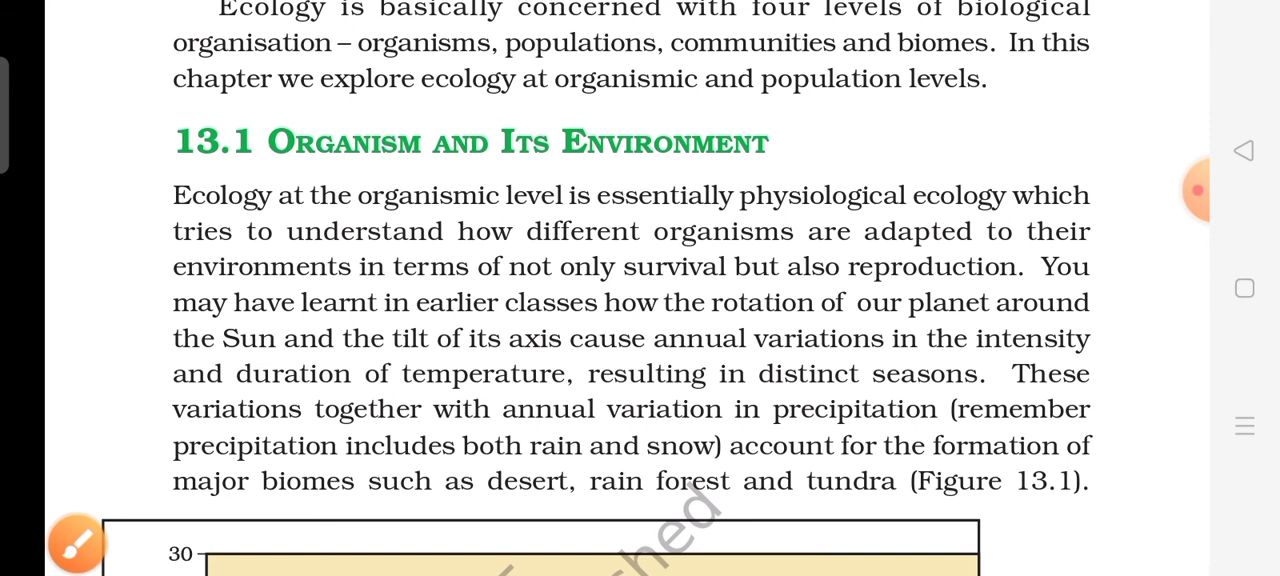 Ecology is basically concerned with four levels of biological
organisation – organisms, populations, communities and biomes. In this
chapter we explore ecology at organismic and population levels.
13.1 Organism and Its Environment
Ecology at the organismic level is essentially physiological ecology which
tries to understand how different organisms are adapted to their
environments in terms of not only survival but also reproduction. You
may have learnt in earlier classes how the rotation of our planet around
the Sun and the tilt of its axis cause annual variations in the intensity
and duration of temperature, resulting in distinct seasons. These
variations together with annual variation in precipitation (remember
precipitation includes both rain and snow) account for the formation of
major biomes such as desert, rain forest and tundra (Figure 13.1).
30